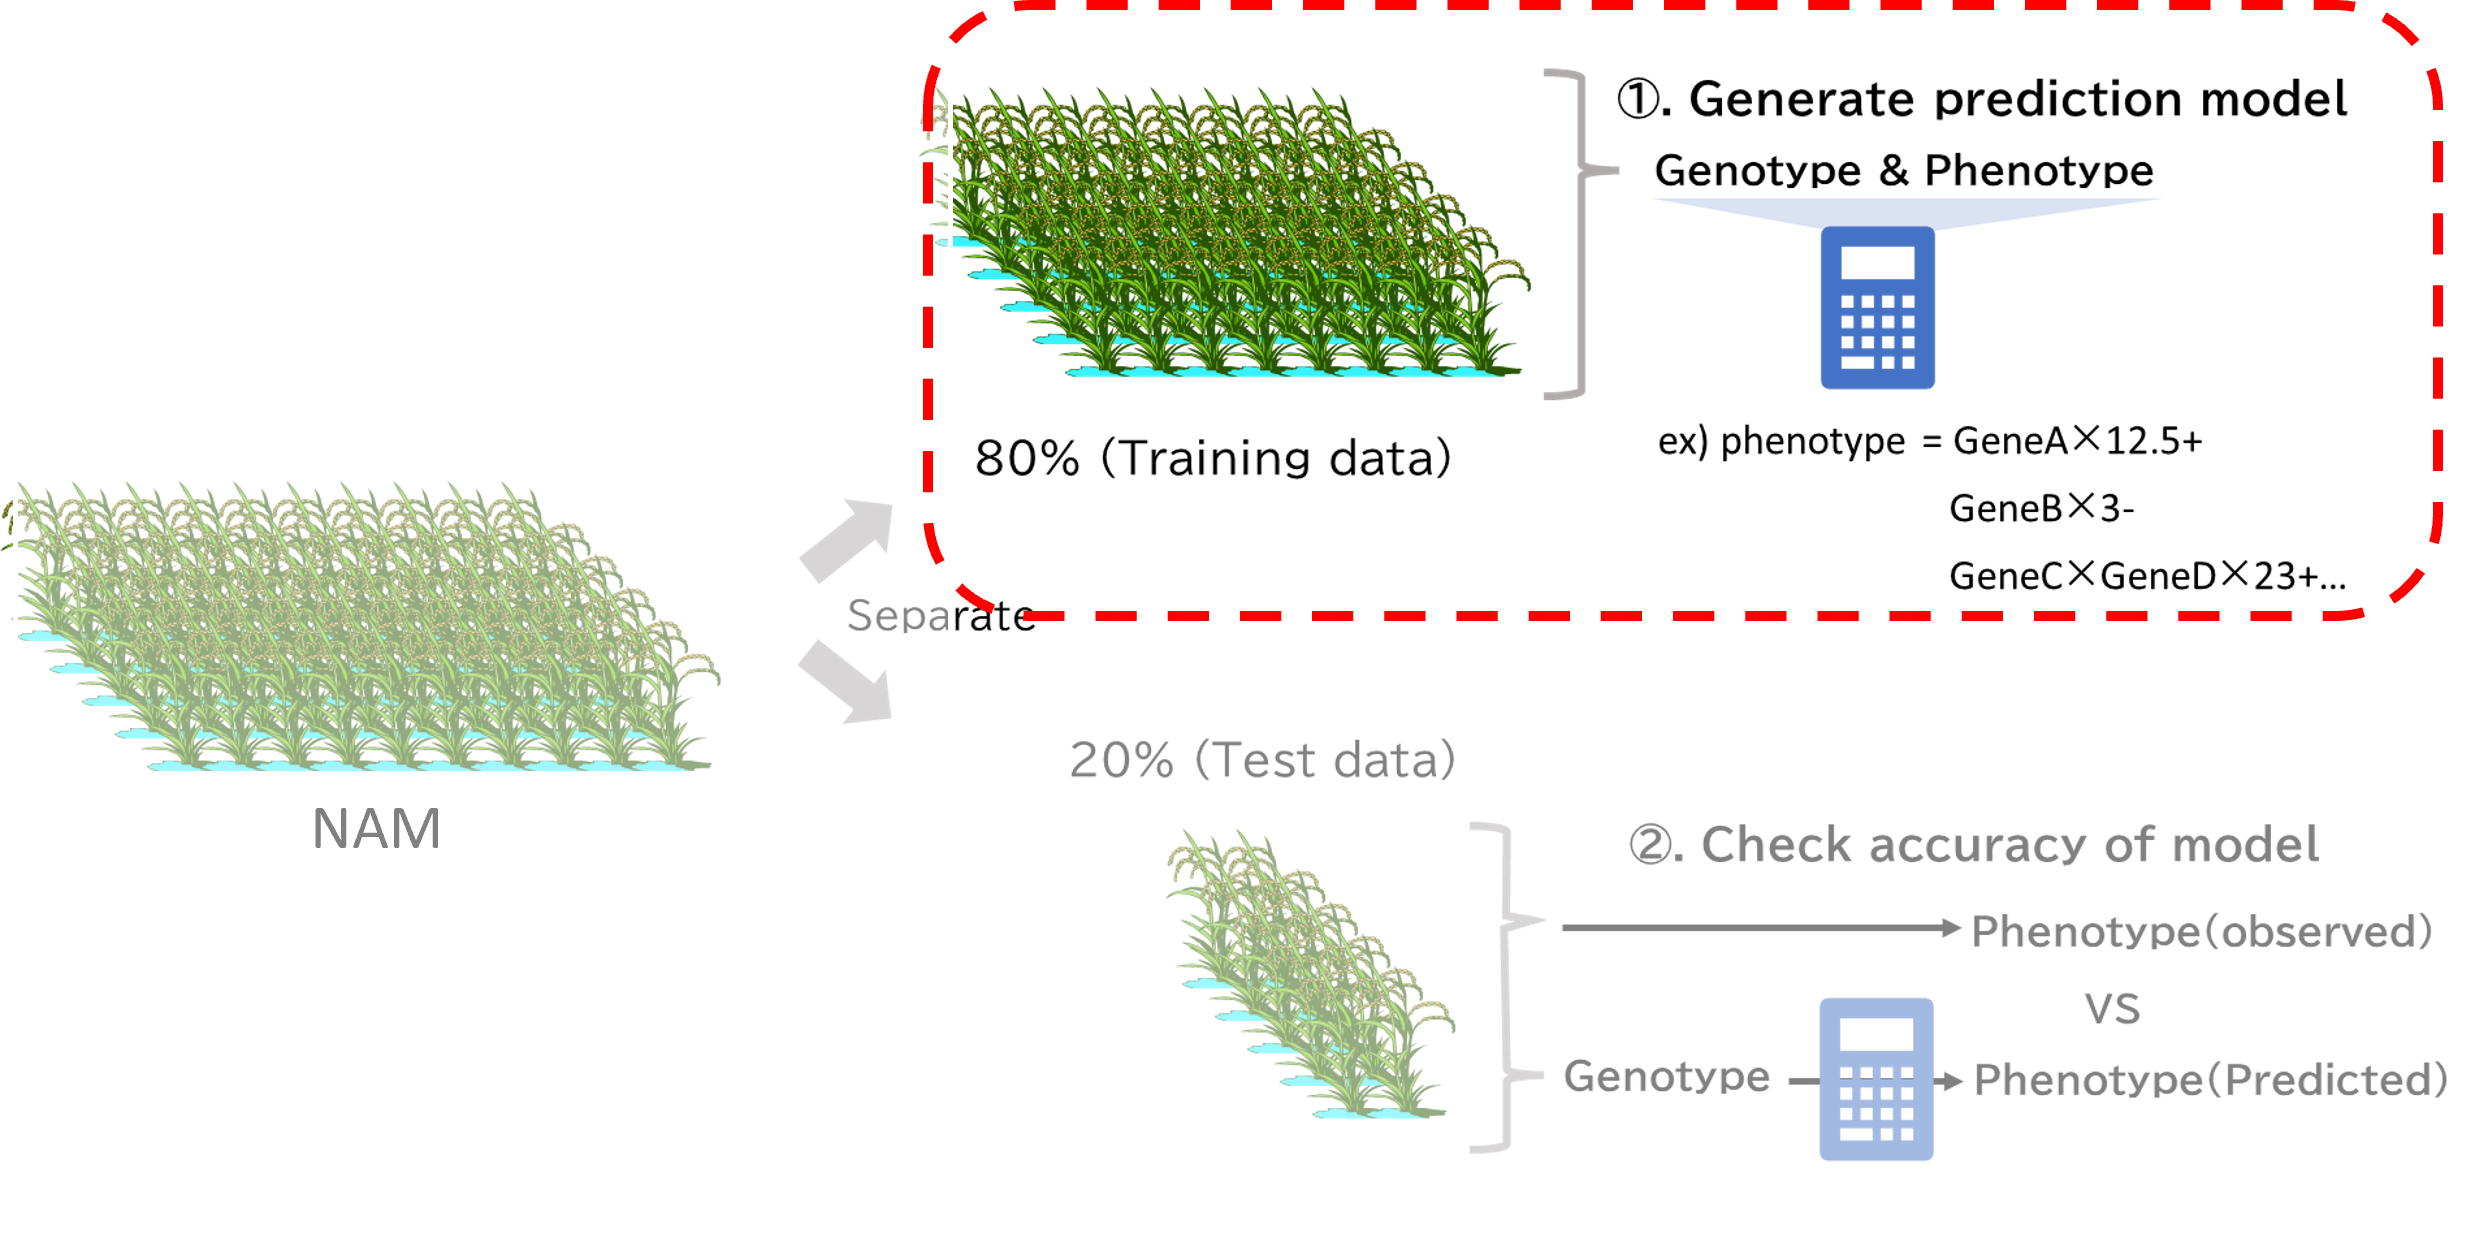 ①. Generate prediction model
Genotype & Phenotype
80% (Training data)
ex) phenotype = GeneA×12.5+
GeneB×3-
GeneC×GeneD×23+...
Separate
NAM
20% (Test data)
②. Check accuracy of model
Phenotype(observed)
VS
Genotype
Phenotype(Predicted)